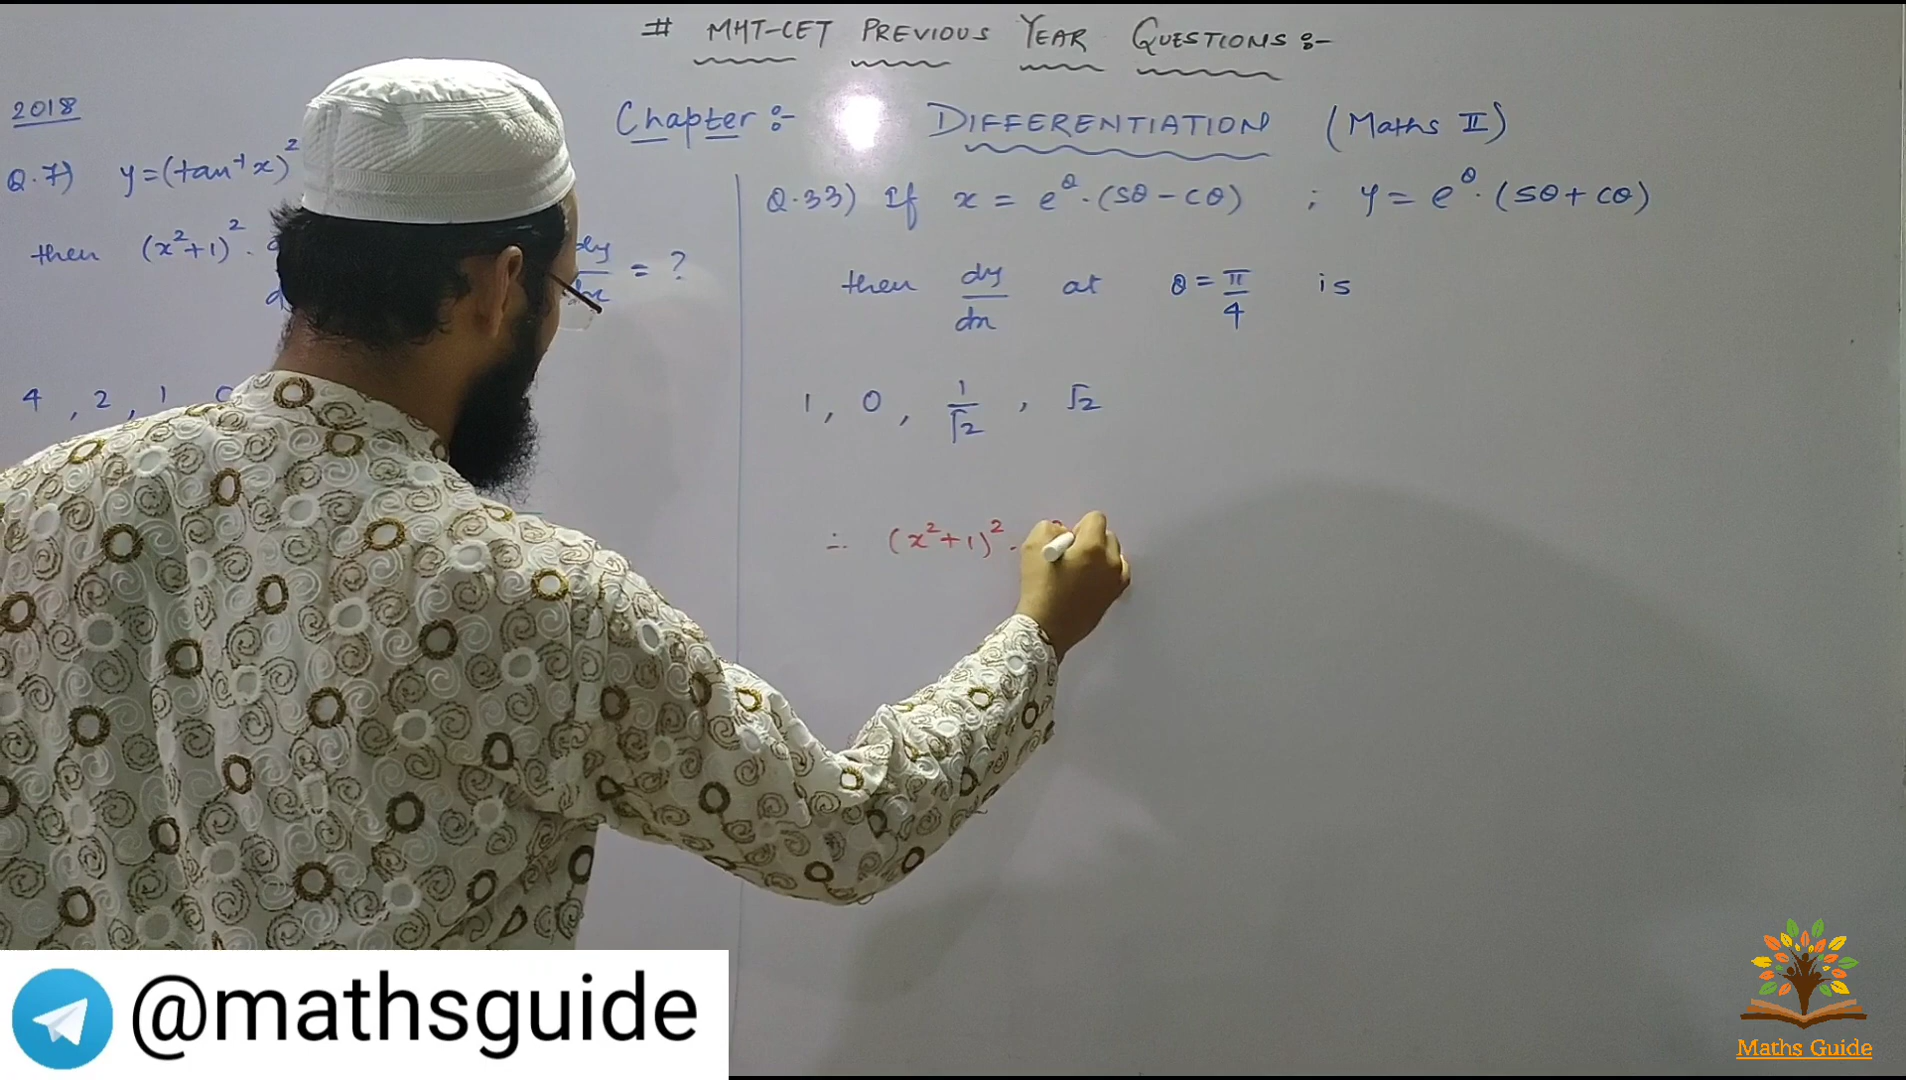 # MHT-CET PREVIOUS YEAR QUESTIONS :-
Chapter :- DIFFERENTIATION (Maths II)
2018
Q.7) y=(tan⁻¹x)²
then (x²+1)². dy/dx = ?
4, 2, 1,
Q.33) If x = e^θ.(sθ-cθ) ; y = e^θ.(sθ+cθ)
then dy/dx at θ = π/4 is
1, 0, 1/√2, √2
∴ (x²+1)².
@mathsguide
Maths Guide